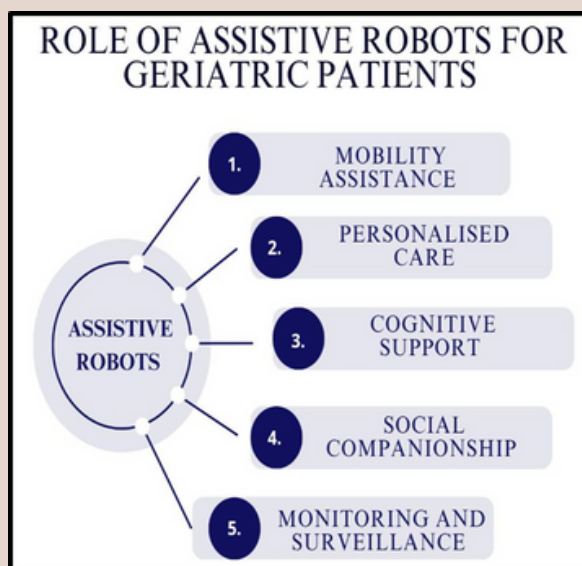 ROLE OF ASSISTIVE ROBOTS FOR
GERIATRIC PATIENTS
1.
MOBILITY
ASSISTANCE
2.
PERSONALISED
CARE
ASSISTIVE
ROBOTS
3.
COGNITIVE
SUPPORT
4.
SOCIAL
COMPANIONSHIP
5.
MONITORING AND
SURVEILLANCE